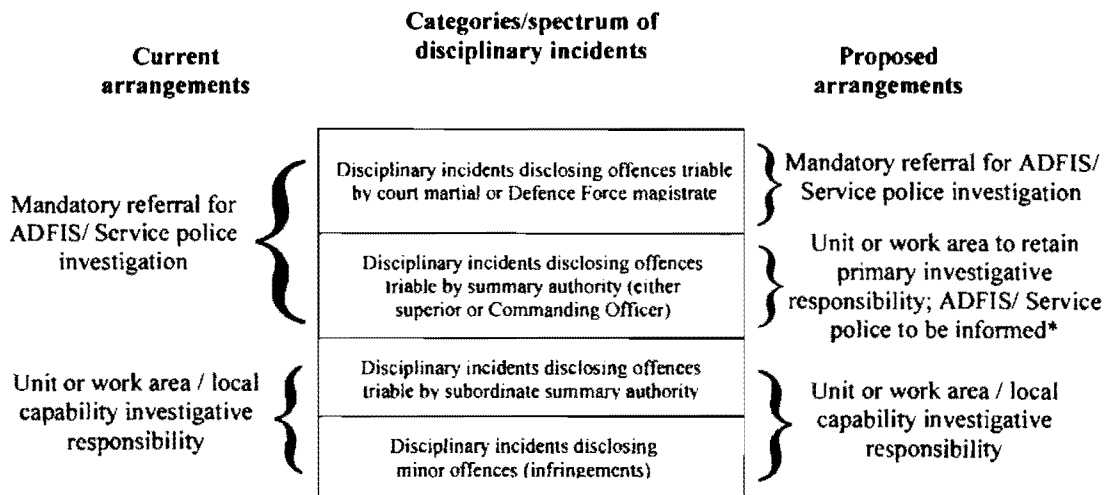 Categories/spectrum of
disciplinary incidents
Current
arrangements
Proposed
arrangements
Mandatory referral for
ADFIS/ Service police
investigation
Disciplinary incidents disclosing offences triable
by court martial or Defence Force magistrate
Mandatory referral for ADFIS/
Service police investigation
Disciplinary incidents disclosing offences
triable by summary authority (either
superior or Commanding Officer)
Unit or work area to retain
primary investigative
responsibility; ADFIS/ Service
police to be informed*
Unit or work area / local
capability investigative
responsibility
Disciplinary incidents disclosing offences
triable by subordinate summary authority
Disciplinary incidents disclosing
minor offences (infringements)
Unit or work area / local
capability investigative
responsibility